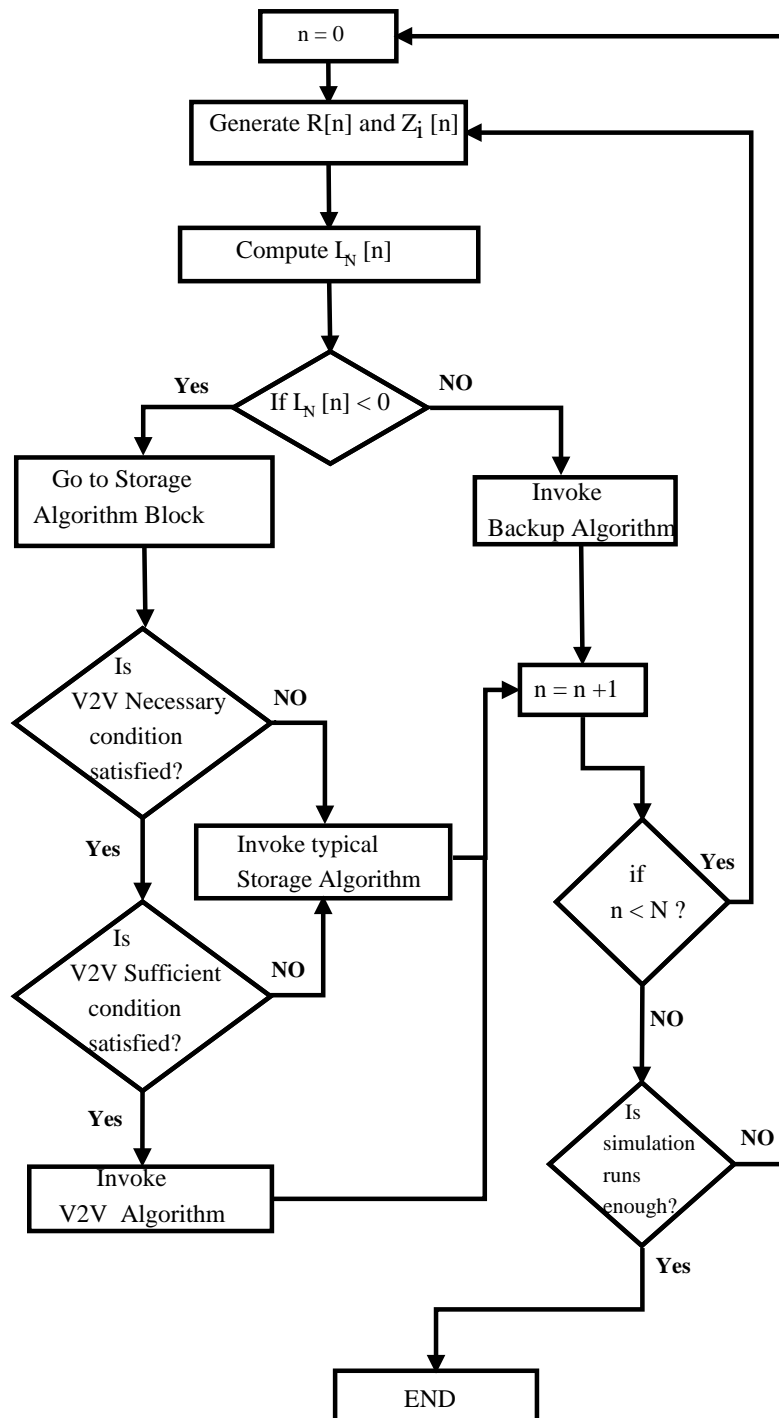 n = 0
Generate R[n] and Zi [n]
Compute LN [n]
Yes
NO
If LN [n] < 0
Go to Storage
Algorithm Block
Invoke
Backup Algorithm
Is
V2V Necessary
condition
satisfied?
NO
n = n +1
Yes
Invoke typical
Storage Algorithm
if
n < N ?
Yes
Is
V2V Sufficient
condition
satisfied?
NO
NO
Yes
Is
simulation
runs
enough?
NO
Invoke
V2V Algorithm
Yes
END